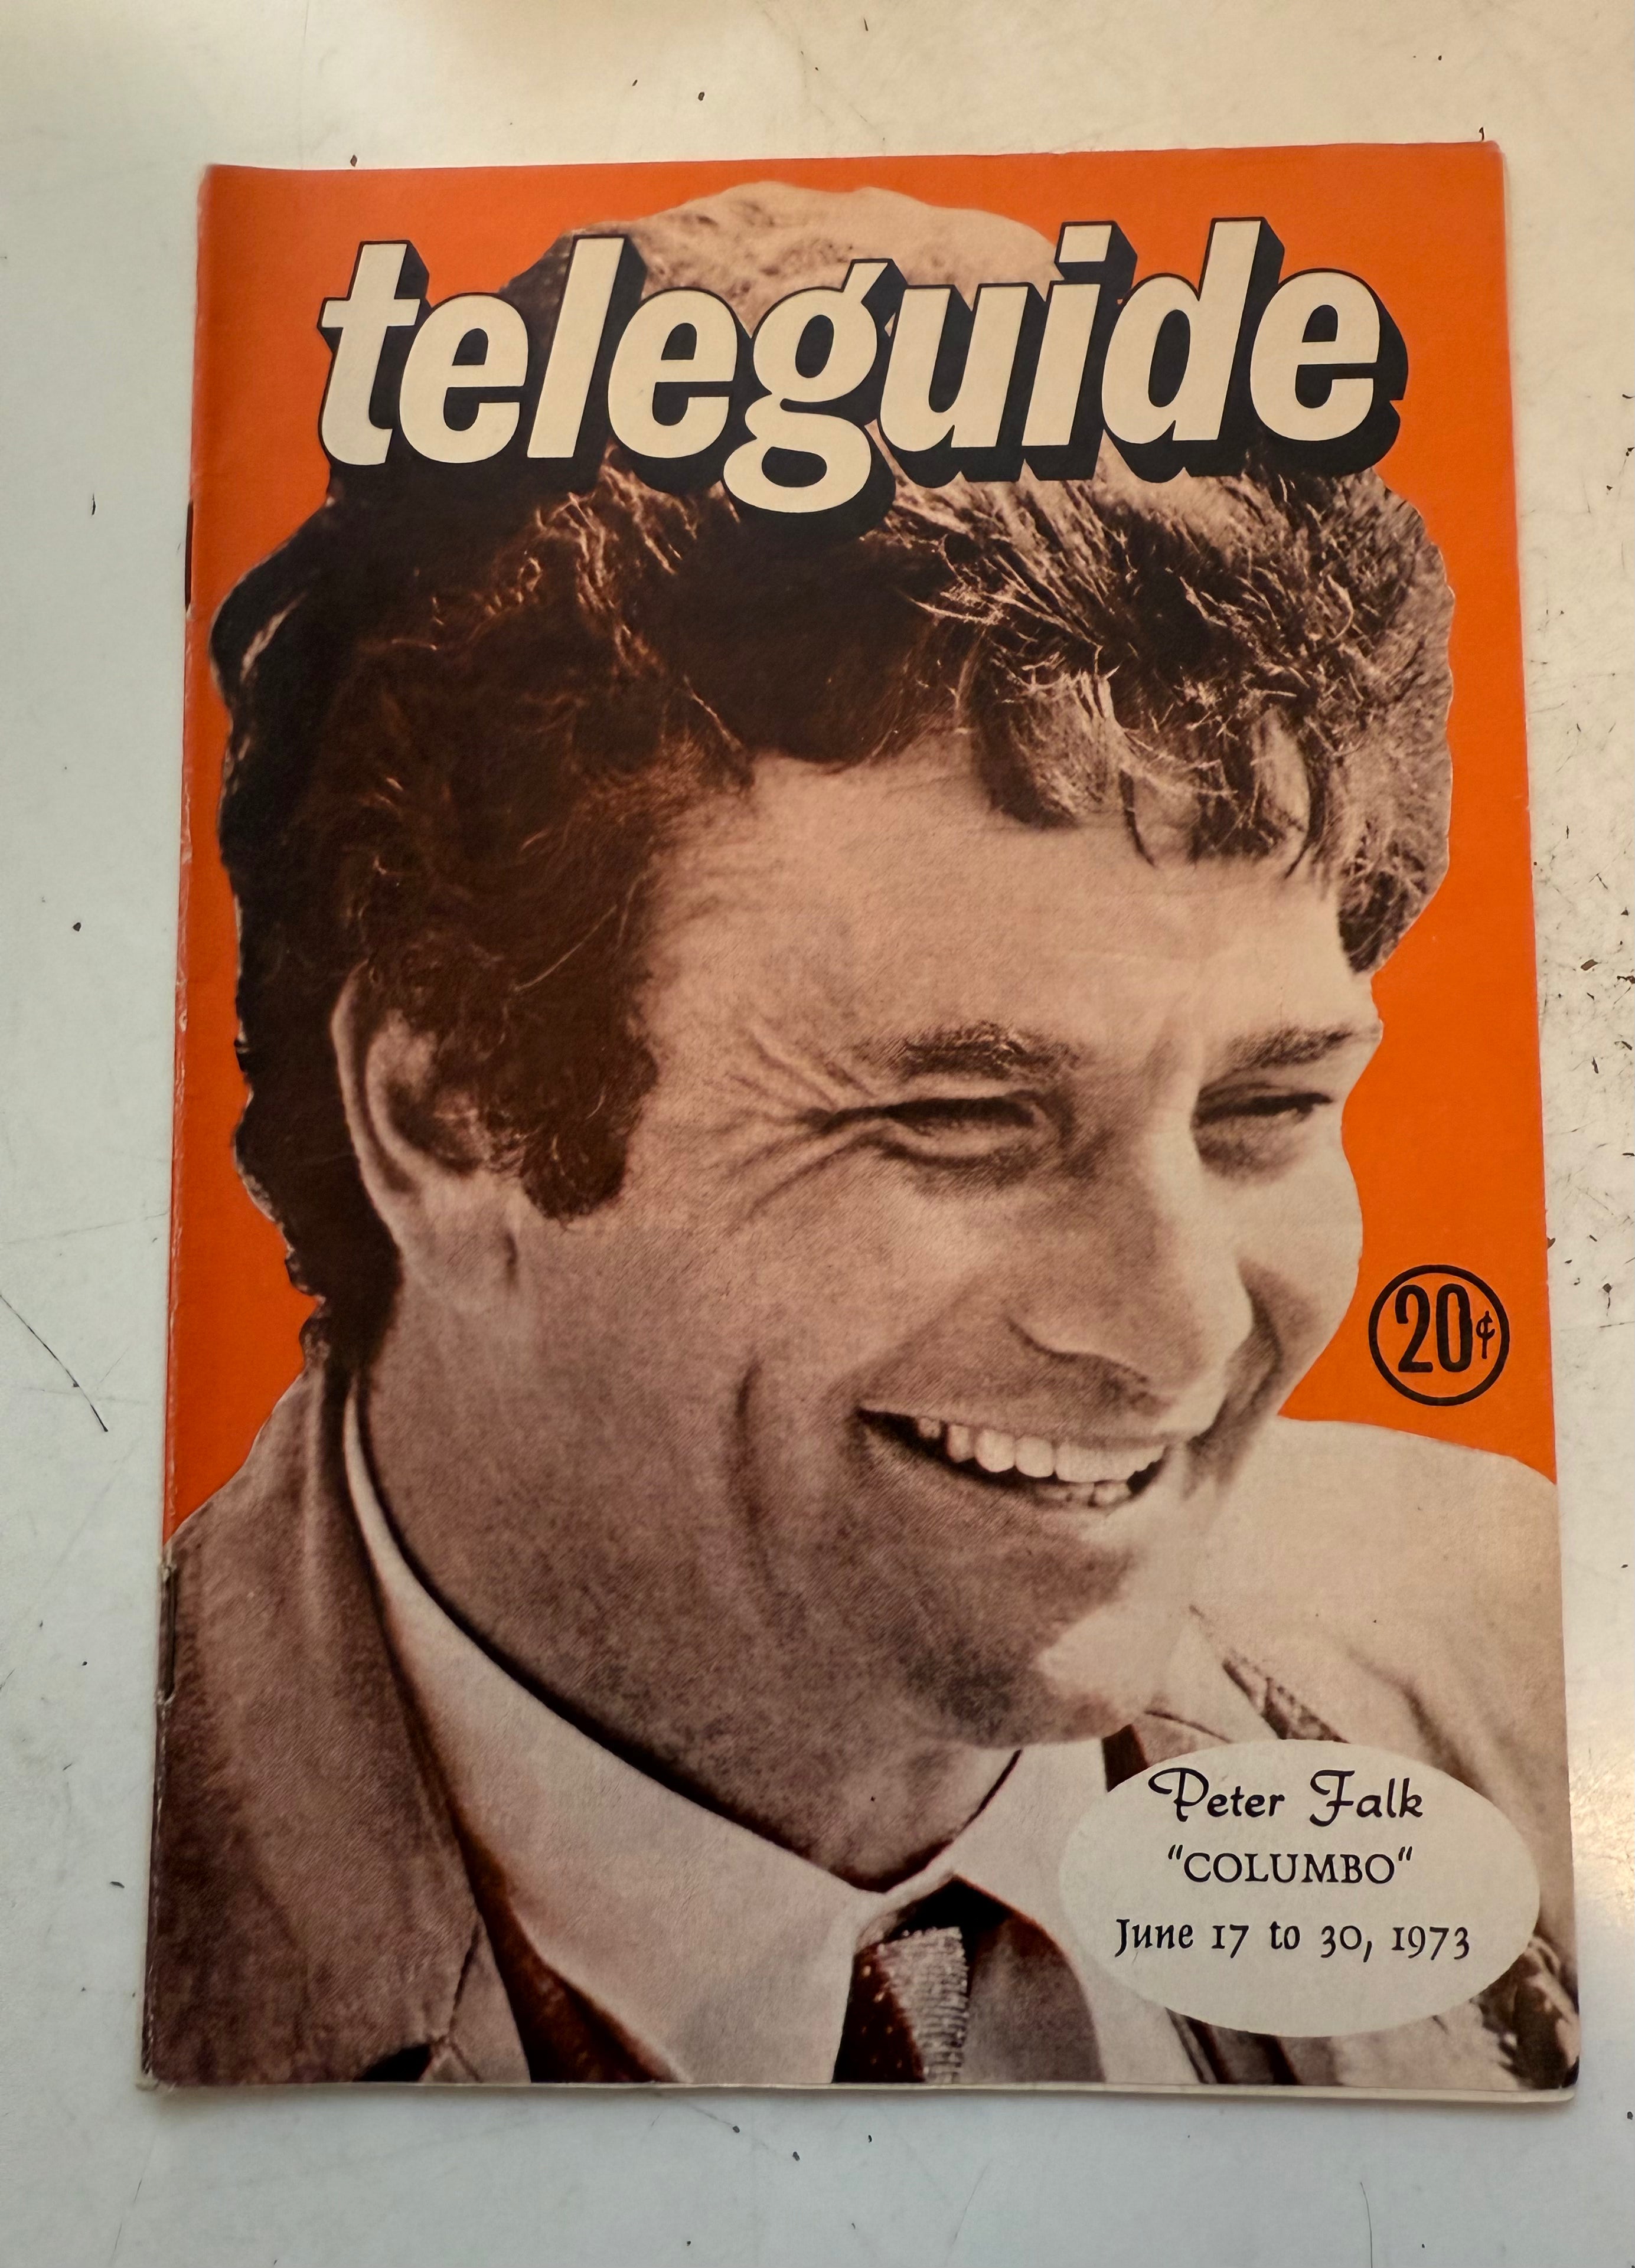 teleguide
20¢
Peter Falk
"COLUMBO"
June 17 to 30, 1973